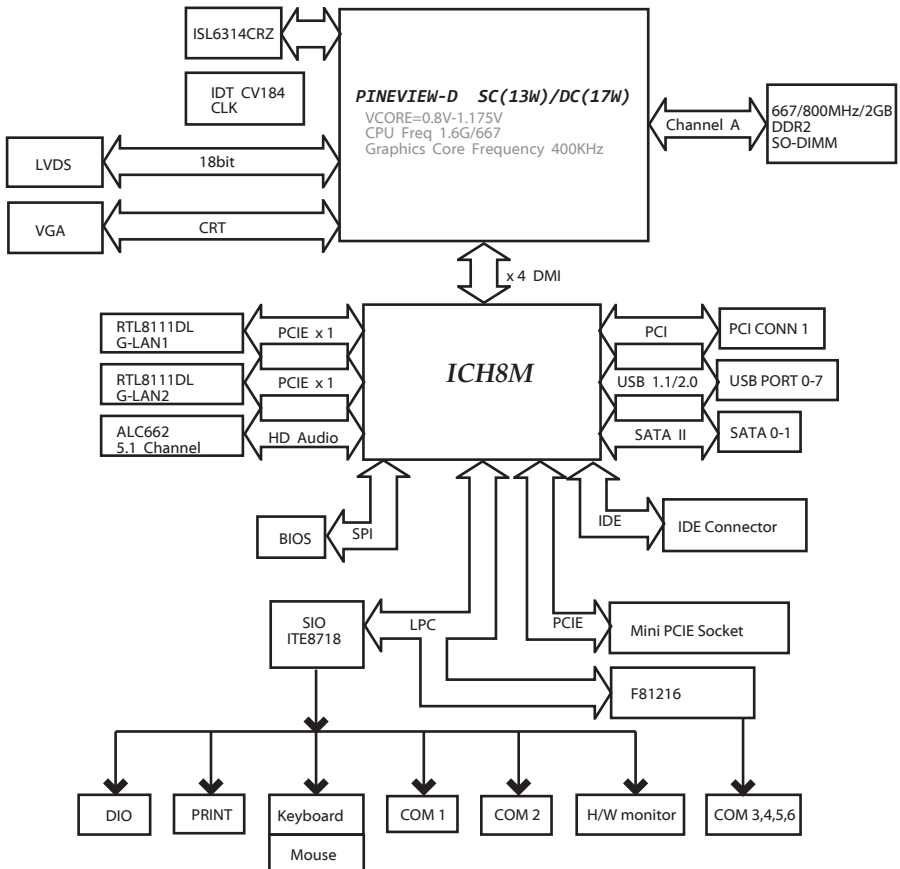 ISL6314CRZ
IDT CV184
CLK
PINEVIEW-D SC(13W)/DC(17W)
VCORE=0.8V-1.175V
CPU Freq 1.6G/667
Graphics Core Frequency 400KHz
Channel A
667/800MHz/2GB
DDR2
SO-DIMM
LVDS
18bit
VGA
CRT
x 4 DMI
RTL8111DL
G-LAN1
PCIE x 1
ICH8M
PCI
PCI CONN 1
RTL8111DL
G-LAN2
PCIE x 1
USB 1.1/2.0
USB PORT 0-7
ALC662
5.1 Channel
HD Audio
SATA II
SATA 0-1
BIOS
SPI
IDE
IDE Connector
SIO
ITE8718
LPC
PCIE
Mini PCIE Socket
F81216
DIO
PRINT
Keyboard
Mouse
COM 1
COM 2
H/W monitor
COM 3,4,5,6